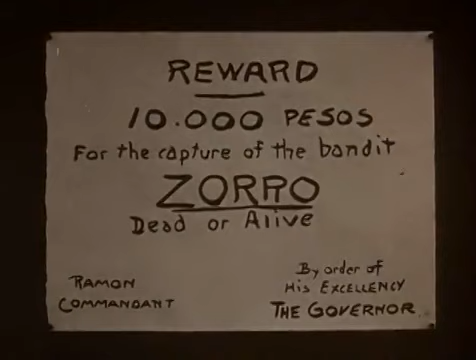 REWARD
10.000 PESOS
For the capture of the bandit
ZORRO
Dead or Alive
RAMON
COMMANDANT
By order of
His EXCELLENCY
THE GOVERNOR